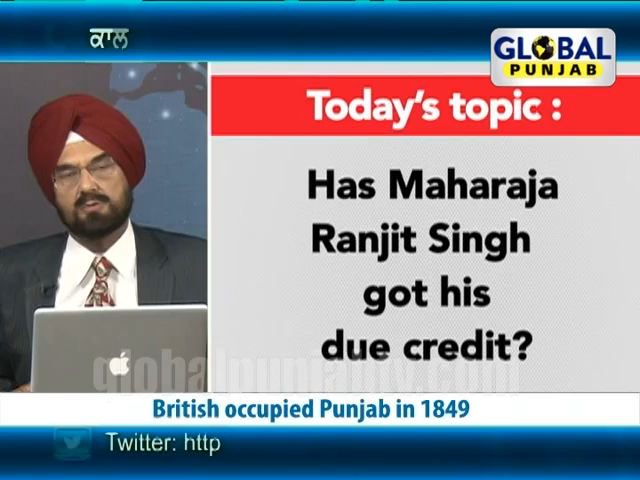 ਕਾਲ
GLOBAL
PUNJAB
Today's topic :
Has Maharaja
Ranjit Singh
got his
due credit?
globalpunjabtv.com
British occupied Punjab in 1849
Twitter: http